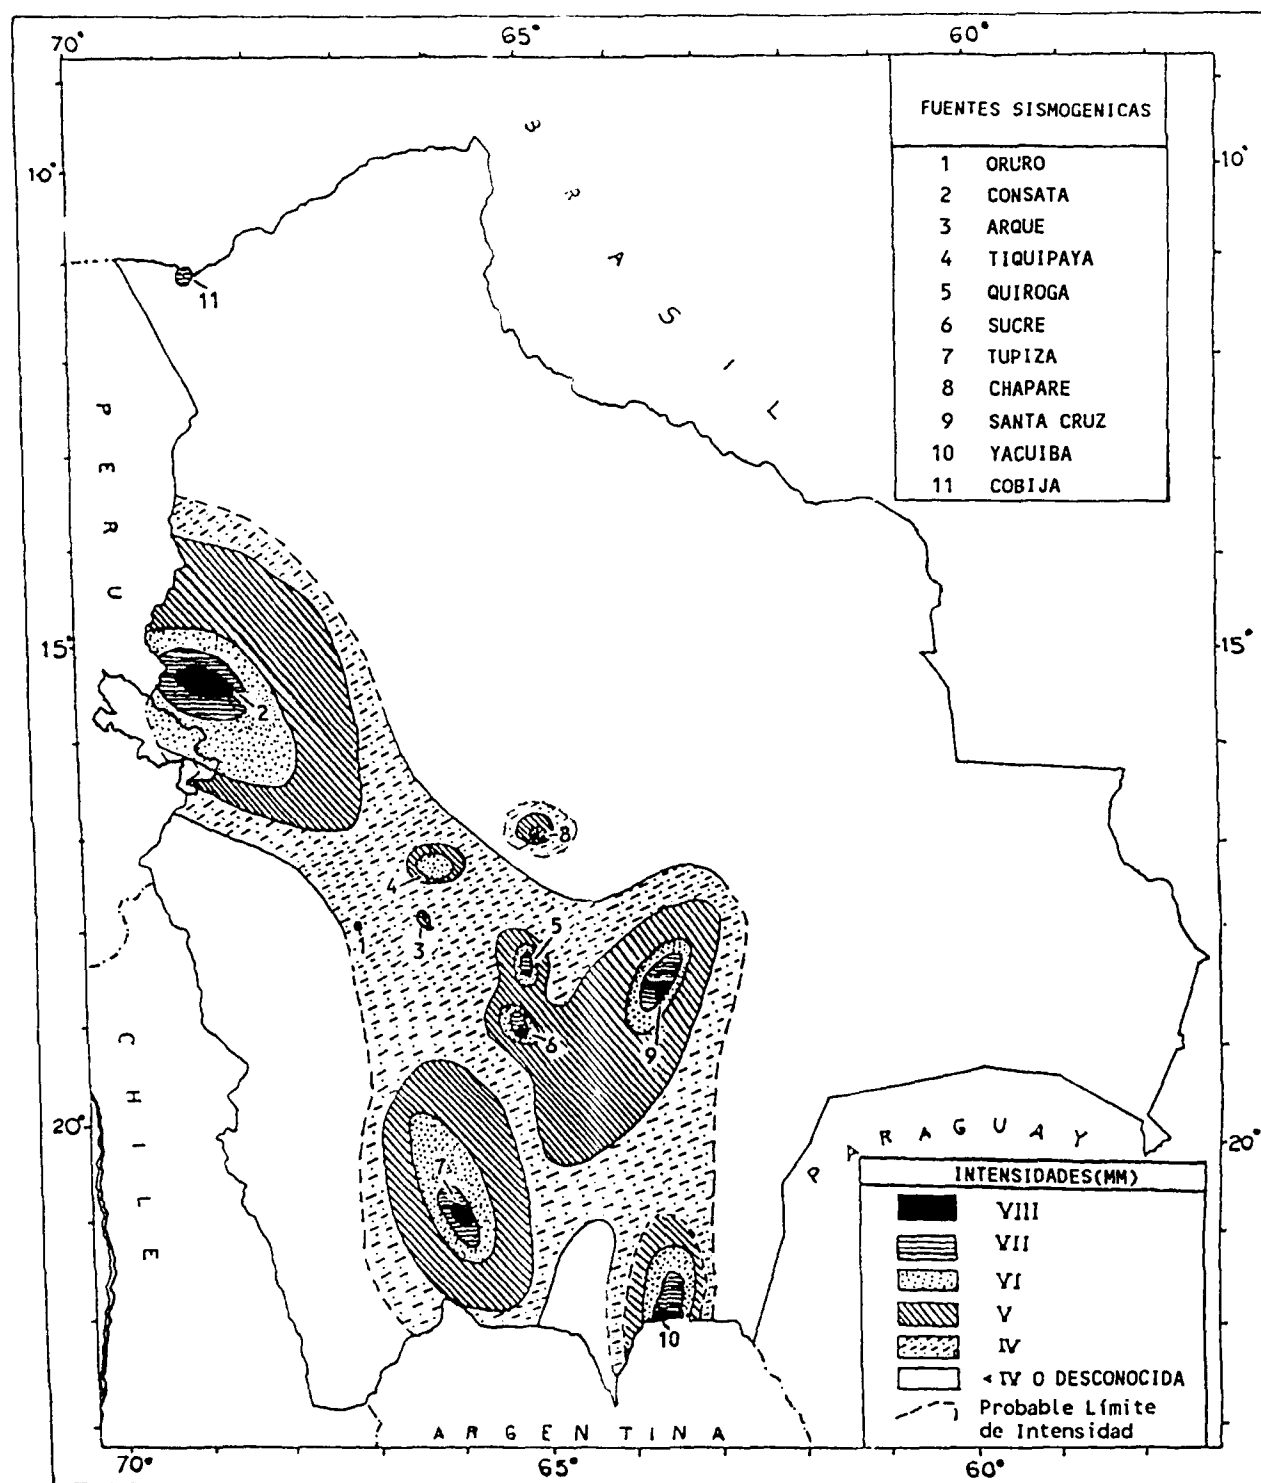 70° 65° 60°
FUENTES SISMOGENICAS
1 ORURO
2 CONSATA
3 ARQUE
4 TIQUIPAYA
5 QUIROGA
6 SUCRE
7 TUPIZA
8 CHAPARE
9 SANTA CRUZ
10 YACUIBA
11 COBIJA
10° 10°
BRASIL
11
PERU
15° 15°
2
8
4
5
1
3
6
9
CHILE
20° 20°
7
PARAGUAY
10
INTENSIDADES(MM)
VIII
VII
VI
V
IV
< IV O DESCONOCIDA
Probable Límite
de Intensidad
ARGENTINA
70° 65° 60°